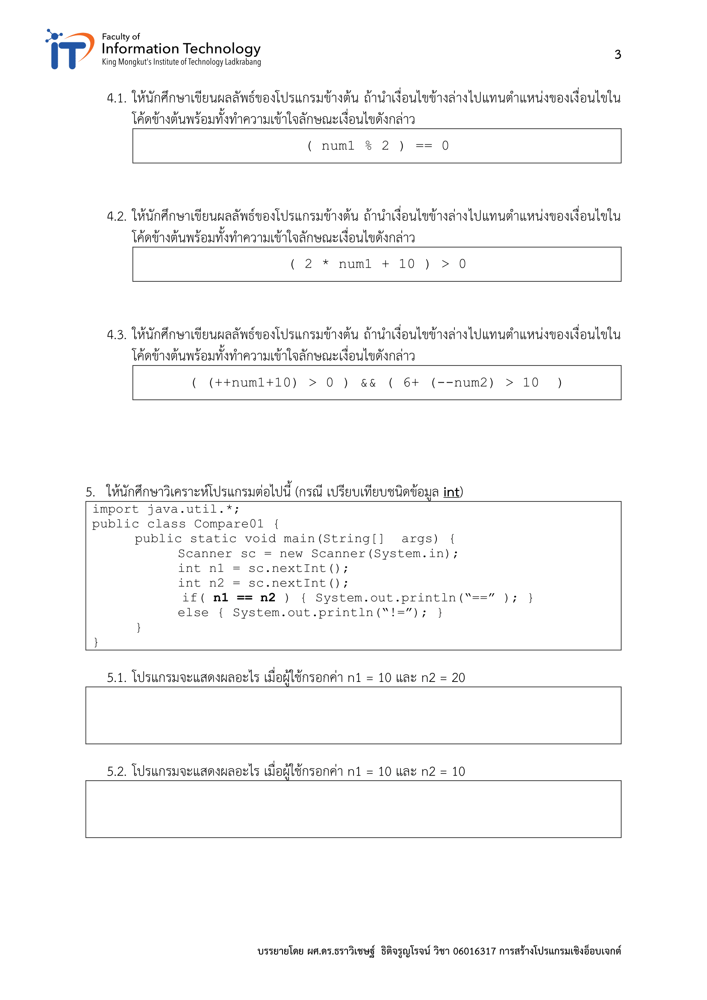 Faculty of
Information Technology
King Mongkut's Institute of Technology Ladkrabang
3
4.1. ให้นักศึกษาเขียนผลลัพธ์ของโปรแกรมข้างต้น ถ้านำเงื่อนไขข้างล่างไปแทนตำแหน่งของเงื่อนไขใน
โค้ดข้างต้นพร้อมทั้งทำความเข้าใจลักษณะเงื่อนไขดังกล่าว
( num1 % 2 ) == 0
4.2. ให้นักศึกษาเขียนผลลัพธ์ของโปรแกรมข้างต้น ถ้านำเงื่อนไขข้างล่างไปแทนตำแหน่งของเงื่อนไขใน
โค้ดข้างต้นพร้อมทั้งทำความเข้าใจลักษณะเงื่อนไขดังกล่าว
( 2 * num1 + 10 ) > 0
4.3. ให้นักศึกษาเขียนผลลัพธ์ของโปรแกรมข้างต้น ถ้านำเงื่อนไขข้างล่างไปแทนตำแหน่งของเงื่อนไขใน
โค้ดข้างต้นพร้อมทั้งทำความเข้าใจลักษณะเงื่อนไขดังกล่าว
( (++num1+10) > 0 ) && ( 6+ (--num2) > 10  )
5. ให้นักศึกษาวิเคราะห์โปรแกรมต่อไปนี้ (กรณี เปรียบเทียบชนิดข้อมูล int)
import java.util.*;
public class Compare01 {
public static void main(String[]  args) {
Scanner sc = new Scanner(System.in);
int n1 = sc.nextInt();
int n2 = sc.nextInt();
if( n1 == n2 ) { System.out.println(“==” ); }
else { System.out.println(“!=”); }
}
}
5.1. โปรแกรมจะแสดงผลอะไร เมื่อผู้ใช้กรอกค่า n1 = 10 และ n2 = 20
5.2. โปรแกรมจะแสดงผลอะไร เมื่อผู้ใช้กรอกค่า n1 = 10 และ n2 = 10
บรรยายโดย ผศ.ดร.ธราวิเชษฐ์ ธิติจรูญโรจน์ วิชา 06016317 การสร้างโปรแกรมเชิงอ็อบเจกต์